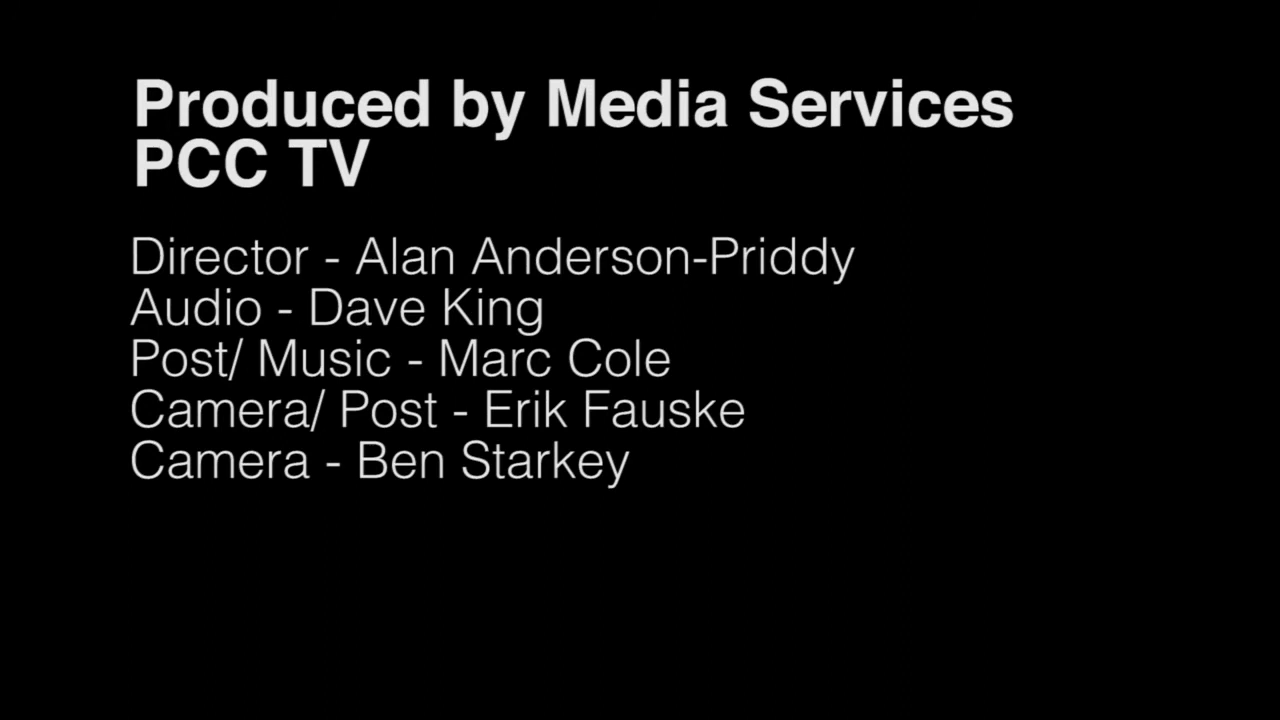 Produced by Media Services
PCC TV
Director - Alan Anderson-Priddy
Audio - Dave King
Post/ Music - Marc Cole
Camera/ Post - Erik Fauske
Camera - Ben Starkey